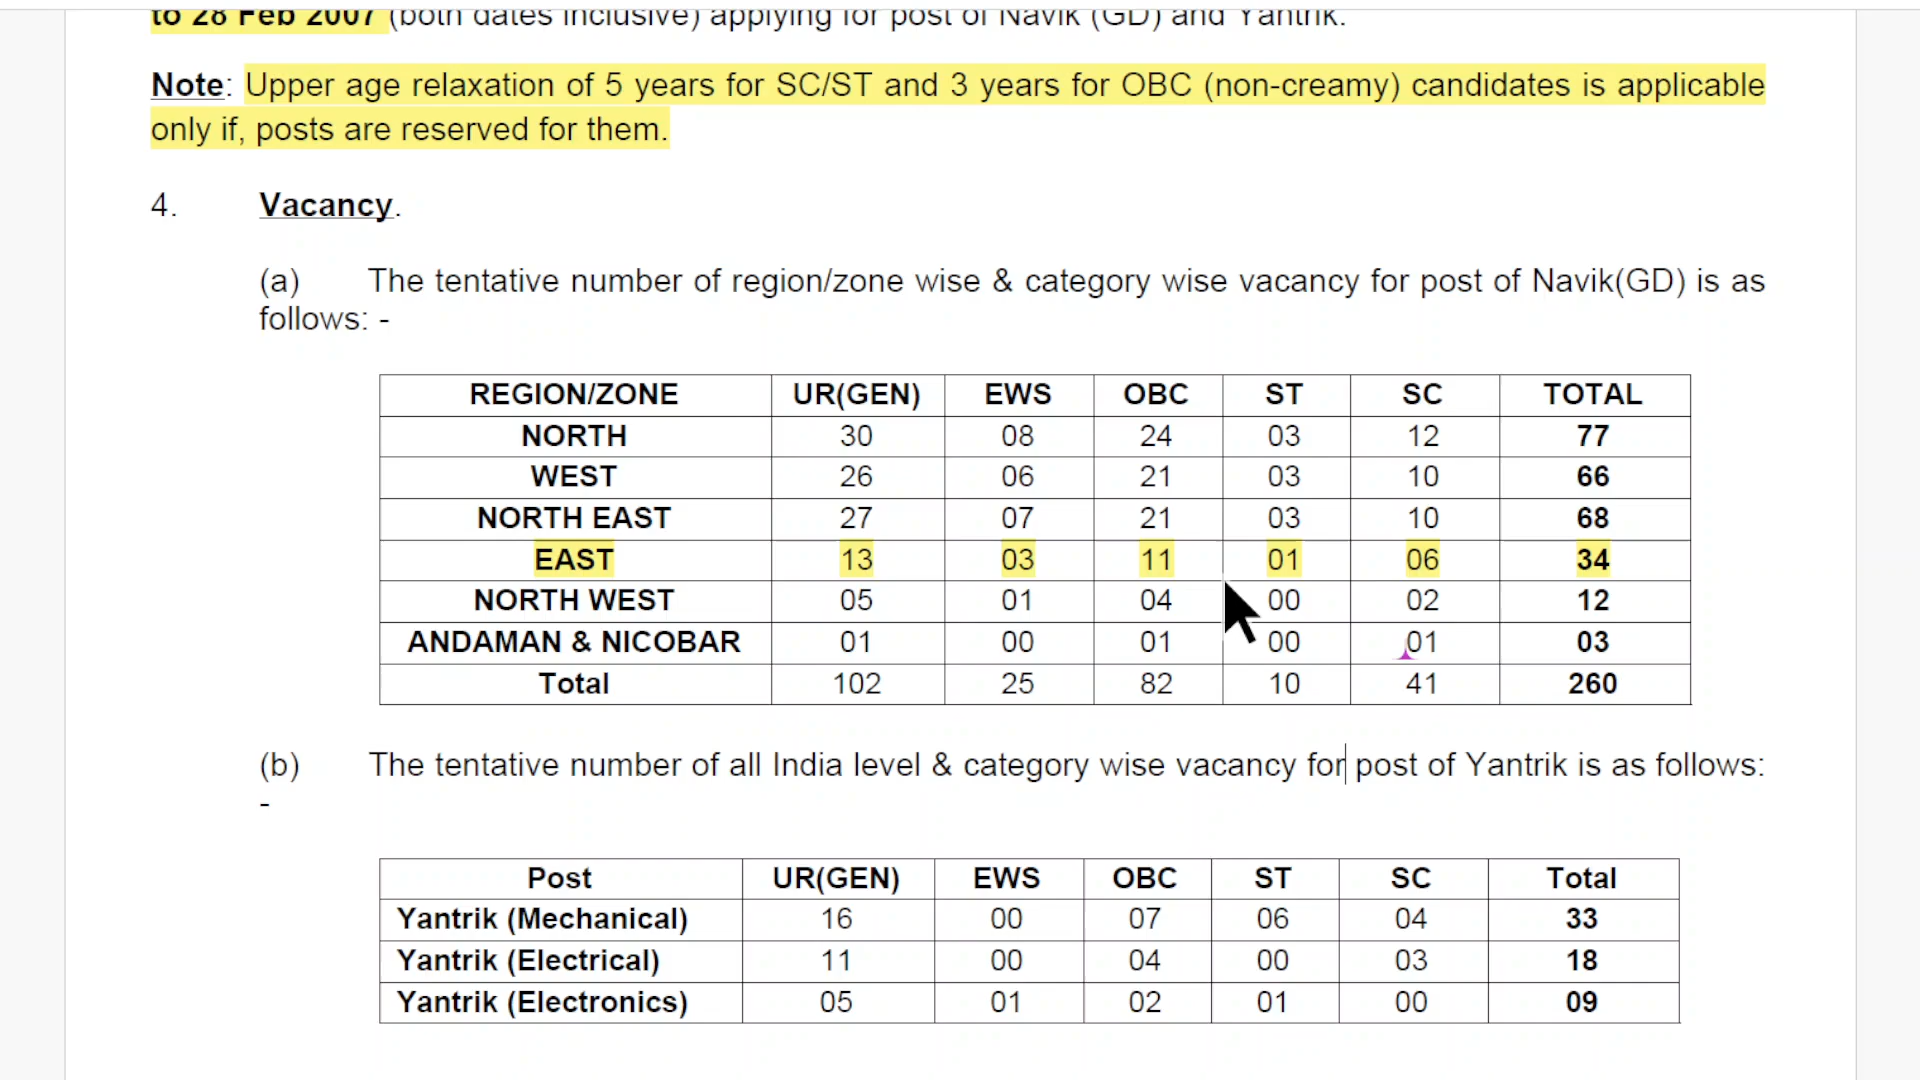 to 28 Feb 2007 (both dates inclusive) applying for post of Navik (GD) and Yantrik.
Note: Upper age relaxation of 5 years for SC/ST and 3 years for OBC (non-creamy) candidates is applicable
only if, posts are reserved for them.
4. Vacancy.
(a) The tentative number of region/zone wise & category wise vacancy for post of Navik(GD) is as
follows: -
REGION/ZONE UR(GEN) EWS OBC ST SC TOTAL
NORTH 30 08 24 03 12 77
WEST 26 06 21 03 10 66
NORTH EAST 27 07 21 03 10 68
EAST 13 03 11 01 06 34
NORTH WEST 05 01 04 00 02 12
ANDAMAN & NICOBAR 01 00 01 00 01 03
Total 102 25 82 10 41 260
(b) The tentative number of all India level & category wise vacancy for post of Yantrik is as follows:
-
Post UR(GEN) EWS OBC ST SC Total
Yantrik (Mechanical) 16 00 07 06 04 33
Yantrik (Electrical) 11 00 04 00 03 18
Yantrik (Electronics) 05 01 02 01 00 09